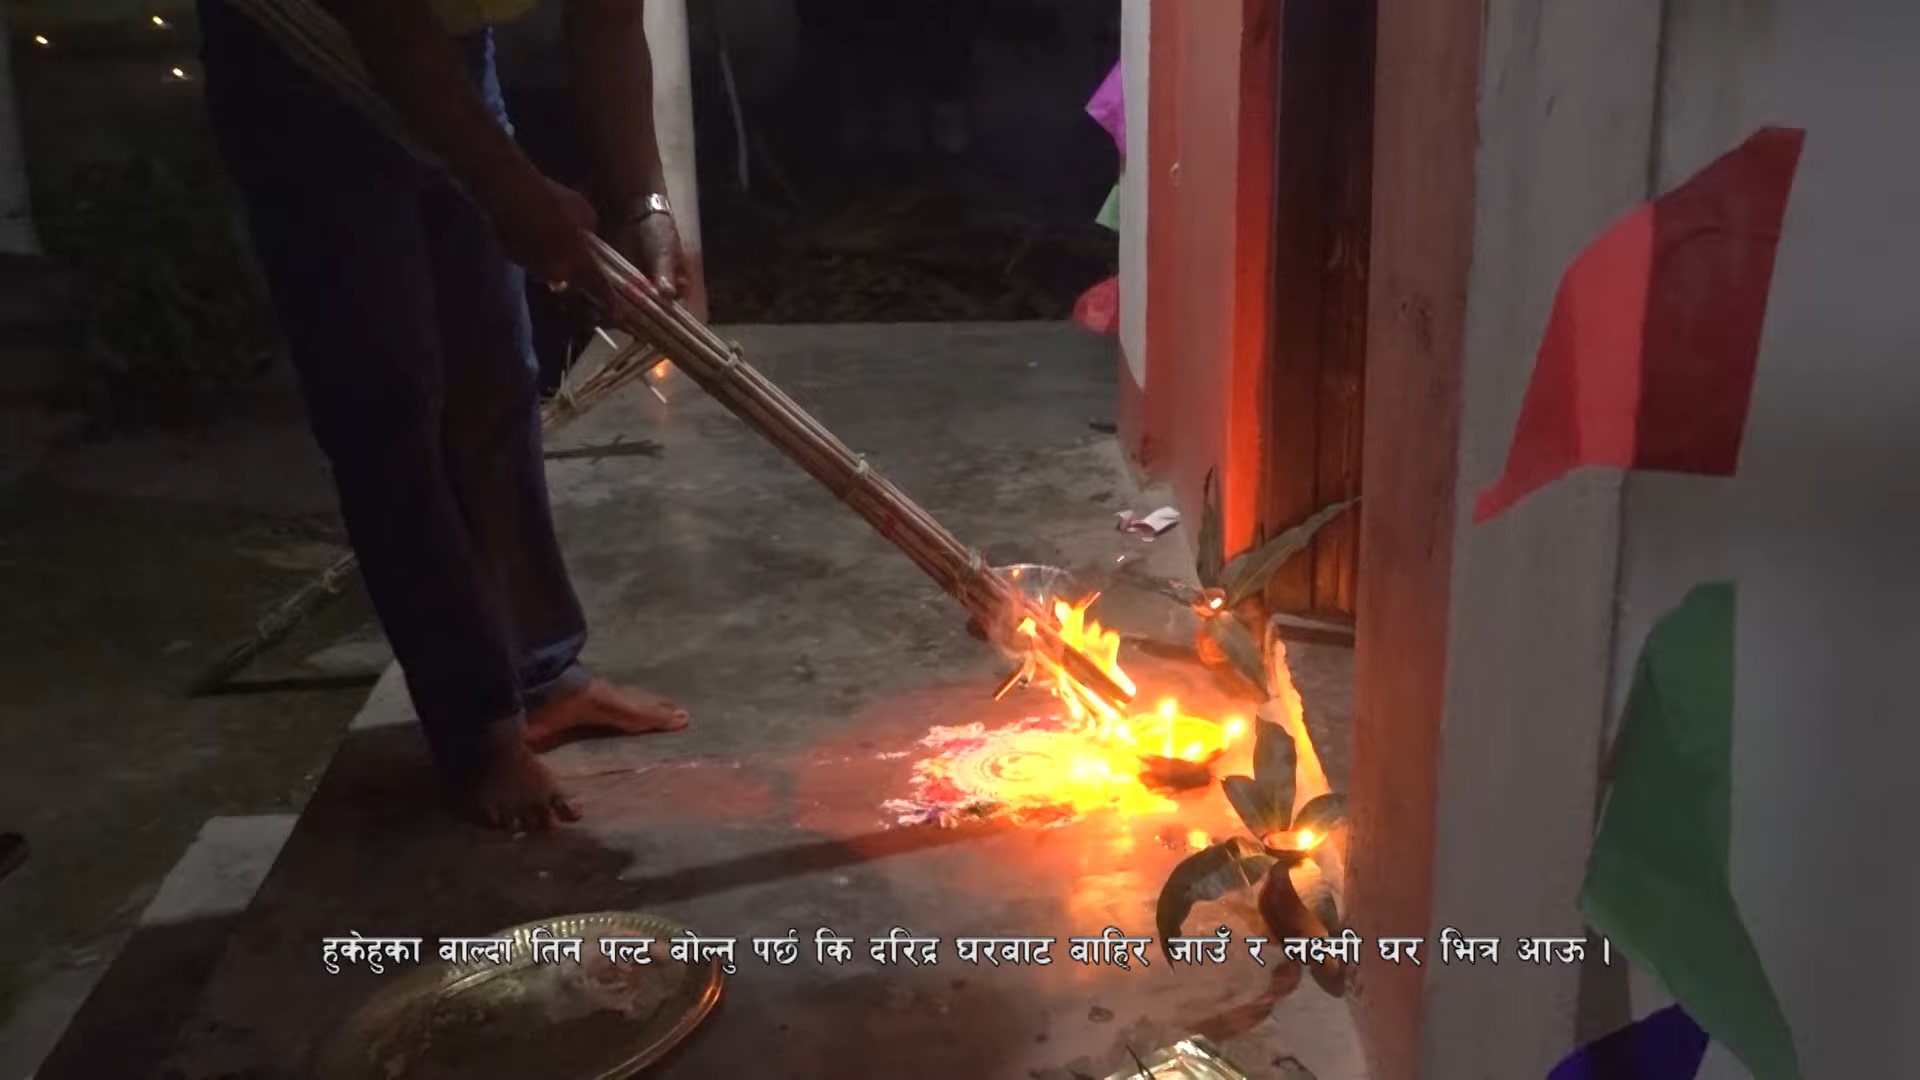 हुकेहुका बाल्दा तिन पल्ट बोल्नु पर्छ कि दरिद्र घरबाट बाहिर जाउँ र लक्ष्मी घर भित्र आऊ ।